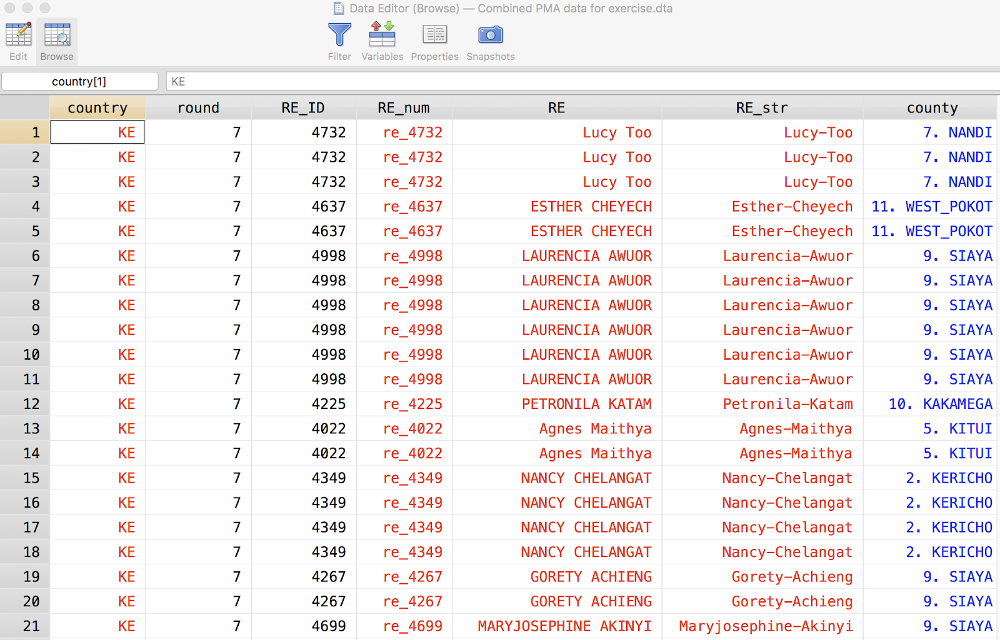 Data Editor (Browse) — Combined PMA data for exercise.dta
Edit Browse Filter Variables Properties Snapshots
country[1] KE
country round RE_ID RE_num RE RE_str county
1 KE 7 4732 re_4732 Lucy Too Lucy-Too 7. NANDI
2 KE 7 4732 re_4732 Lucy Too Lucy-Too 7. NANDI
3 KE 7 4732 re_4732 Lucy Too Lucy-Too 7. NANDI
4 KE 7 4637 re_4637 ESTHER CHEYECH Esther-Cheyech 11. WEST_POKOT
5 KE 7 4637 re_4637 ESTHER CHEYECH Esther-Cheyech 11. WEST_POKOT
6 KE 7 4998 re_4998 LAURENCIA AWUOR Laurencia-Awuor 9. SIAYA
7 KE 7 4998 re_4998 LAURENCIA AWUOR Laurencia-Awuor 9. SIAYA
8 KE 7 4998 re_4998 LAURENCIA AWUOR Laurencia-Awuor 9. SIAYA
9 KE 7 4998 re_4998 LAURENCIA AWUOR Laurencia-Awuor 9. SIAYA
10 KE 7 4998 re_4998 LAURENCIA AWUOR Laurencia-Awuor 9. SIAYA
11 KE 7 4998 re_4998 LAURENCIA AWUOR Laurencia-Awuor 9. SIAYA
12 KE 7 4225 re_4225 PETRONILA KATAM Petronila-Katam 10. KAKAMEGA
13 KE 7 4022 re_4022 Agnes Maithya Agnes-Maithya 5. KITUI
14 KE 7 4022 re_4022 Agnes Maithya Agnes-Maithya 5. KITUI
15 KE 7 4349 re_4349 NANCY CHELANGAT Nancy-Chelangat 2. KERICHO
16 KE 7 4349 re_4349 NANCY CHELANGAT Nancy-Chelangat 2. KERICHO
17 KE 7 4349 re_4349 NANCY CHELANGAT Nancy-Chelangat 2. KERICHO
18 KE 7 4349 re_4349 NANCY CHELANGAT Nancy-Chelangat 2. KERICHO
19 KE 7 4267 re_4267 GORETY ACHIENG Gorety-Achieng 9. SIAYA
20 KE 7 4267 re_4267 GORETY ACHIENG Gorety-Achieng 9. SIAYA
21 KE 7 4699 re_4699 MARYJOSEPHINE AKINYI Maryjosephine-Akinyi 9. SIAYA